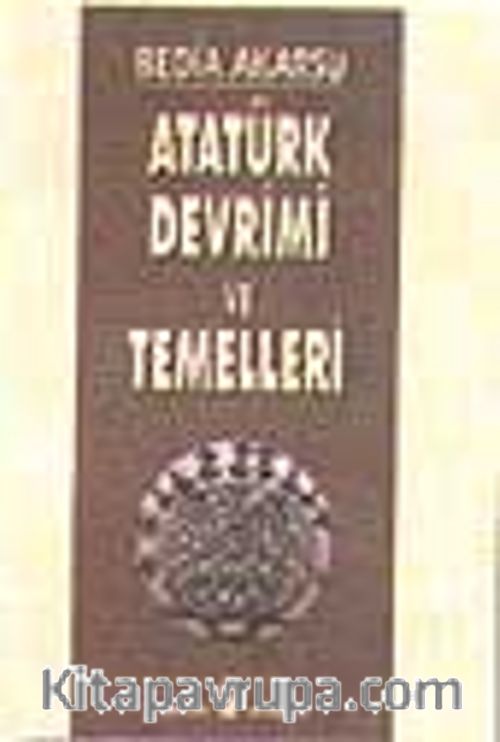 BEDİA AKARSU
ATATÜRK
DEVRİMİ
VE
TEMELLERİ
Kitapavrupa.com